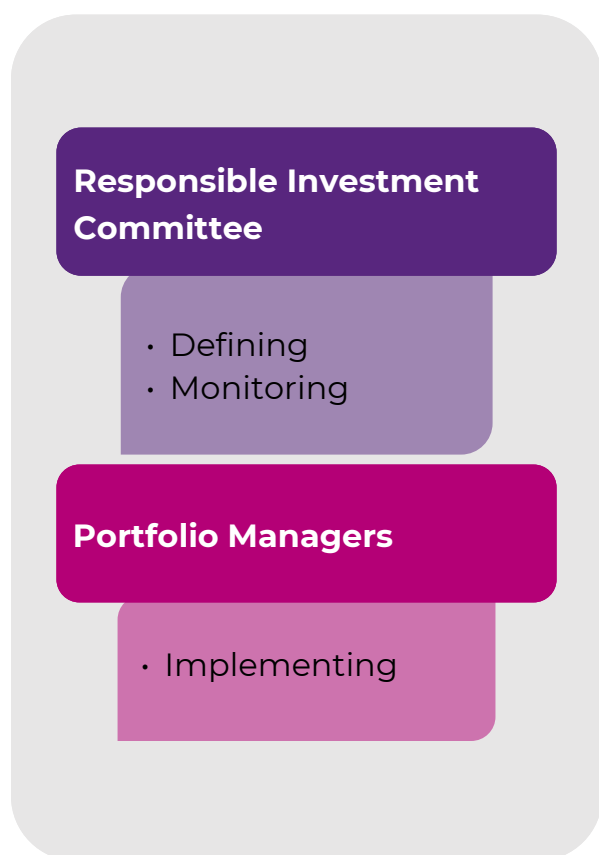 Responsible Investment
Committee
• Defining
• Monitoring
Portfolio Managers
• Implementing